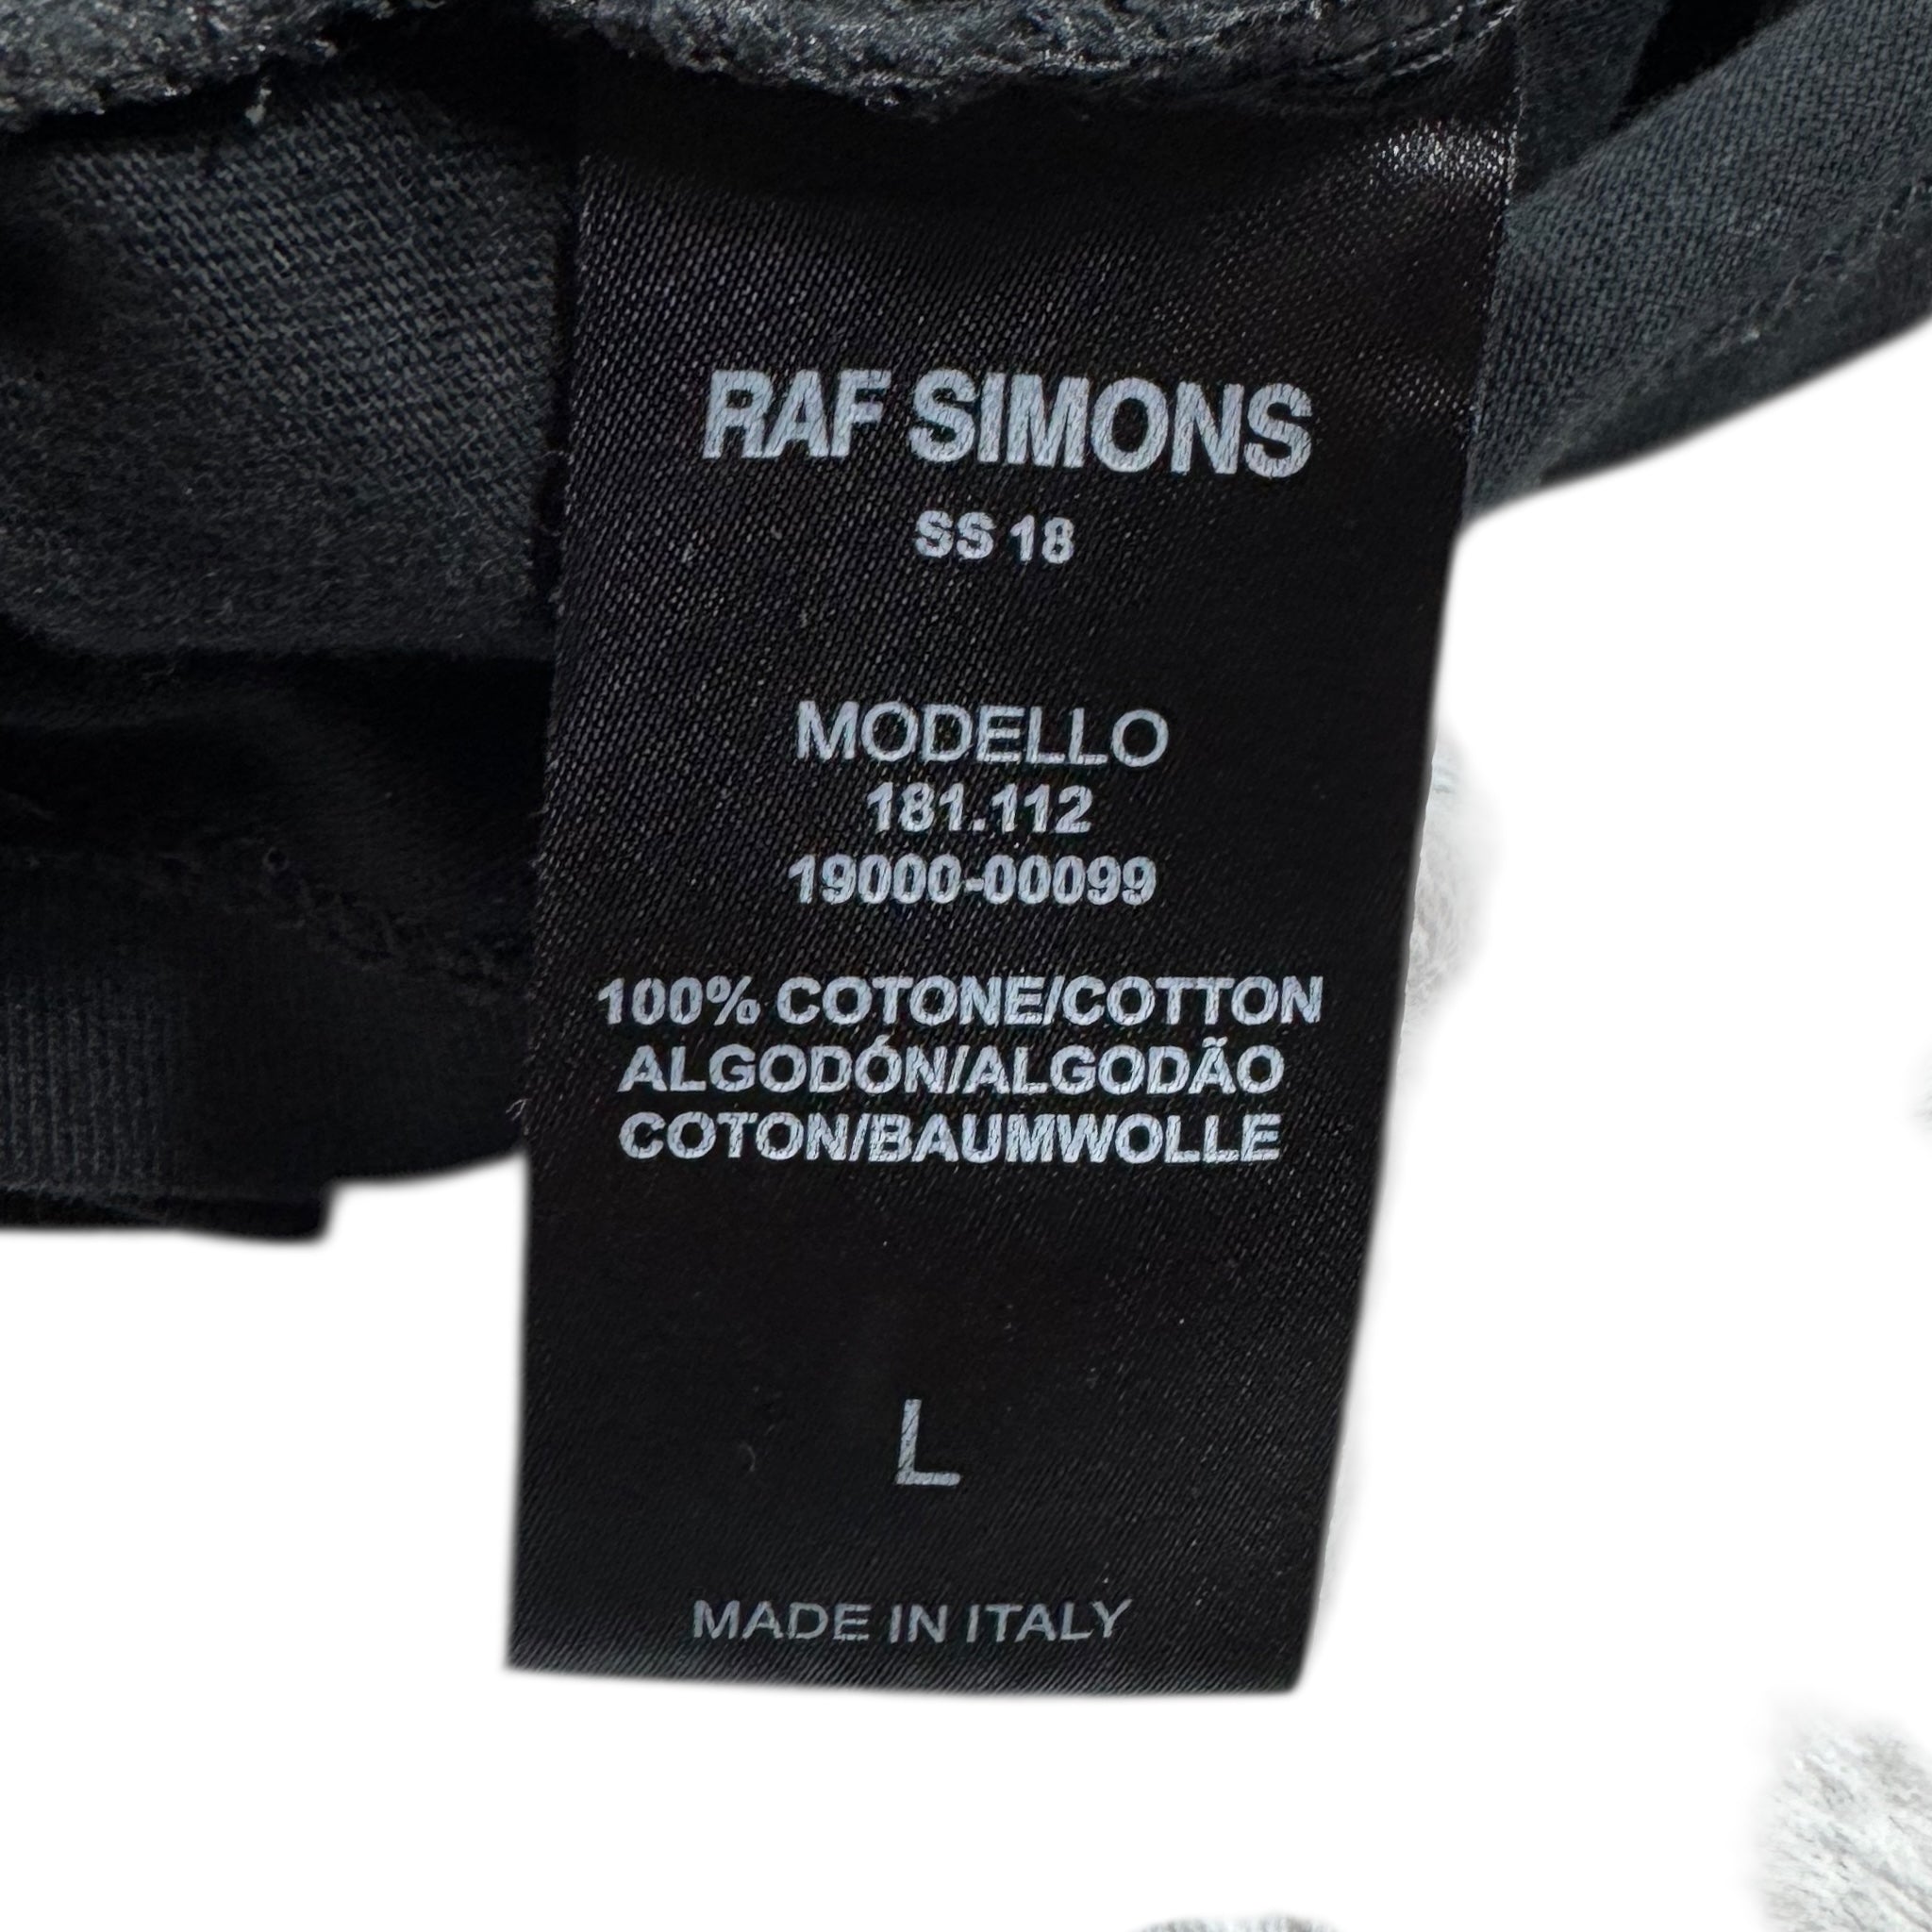 RAF SIMONS
SS 18
MODELLO
181.112
19000-00099
100% COTONE/COTTON
ALGODÓN/ALGODÃO
COTON/BAUMWOLLE
L
MADE IN ITALY